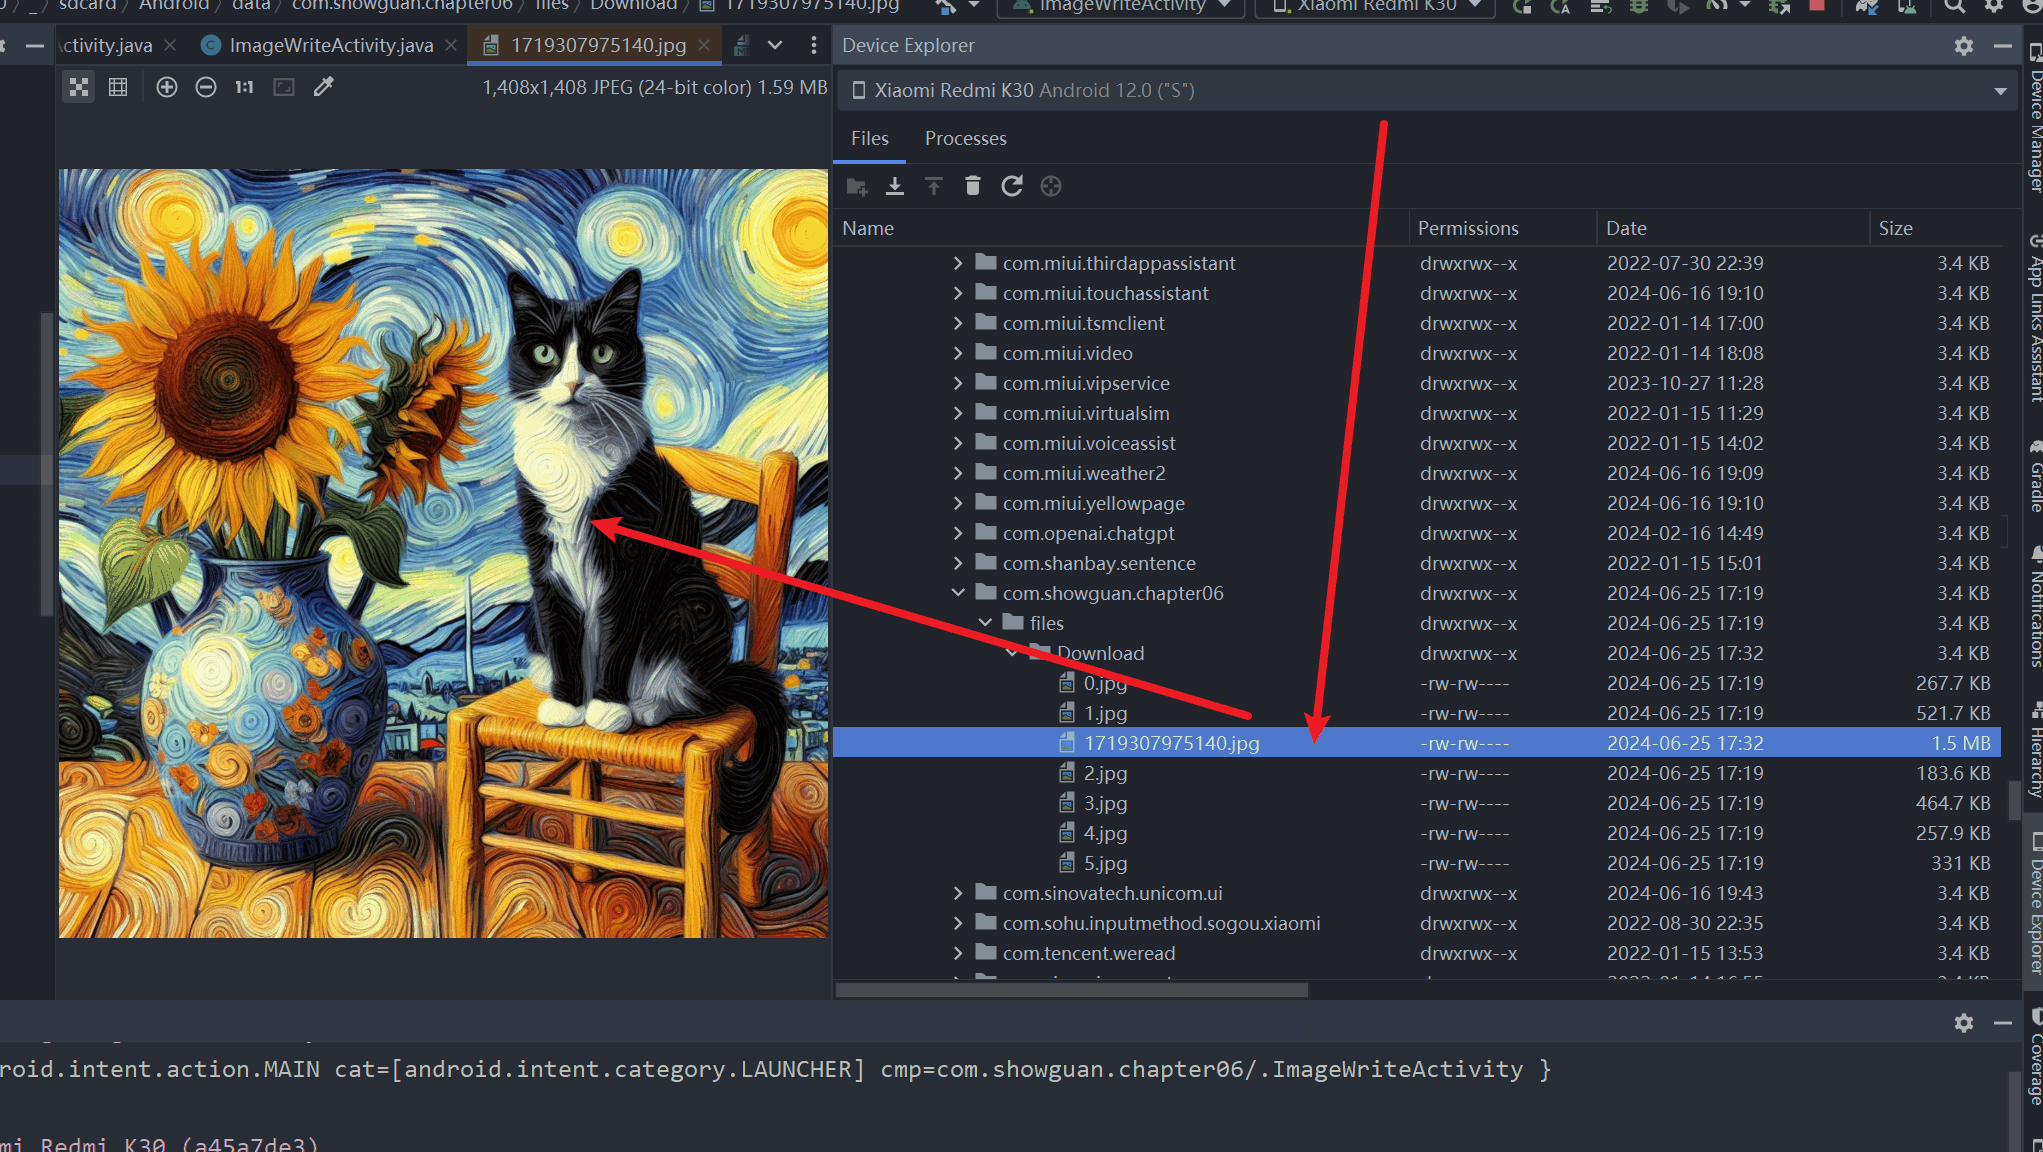 sdcard / Android / data / com.showguan.chapter06 / files / Download / 1719307975140.jpg
ImageWriteActivity
Xiaomi Redmi K30
ctivity.java
ImageWriteActivity.java
1719307975140.jpg
Device Explorer
1:1
1,408x1,408 JPEG (24-bit color) 1.59 MB
Xiaomi Redmi K30 Android 12.0 ("S")
Files Processes
Name Permissions Date Size
com.miui.thirdappassistant drwxrwx--x 2022-07-30 22:39 3.4 KB
com.miui.touchassistant drwxrwx--x 2024-06-16 19:10 3.4 KB
com.miui.tsmclient drwxrwx--x 2022-01-14 17:00 3.4 KB
com.miui.video drwxrwx--x 2022-01-14 18:08 3.4 KB
com.miui.vipservice drwxrwx--x 2023-10-27 11:28 3.4 KB
com.miui.virtualsim drwxrwx--x 2022-01-15 11:29 3.4 KB
com.miui.voiceassist drwxrwx--x 2022-01-15 14:02 3.4 KB
com.miui.weather2 drwxrwx--x 2024-06-16 19:09 3.4 KB
com.miui.yellowpage drwxrwx--x 2024-06-16 19:10 3.4 KB
com.openai.chatgpt drwxrwx--x 2024-02-16 14:49 3.4 KB
com.shanbay.sentence drwxrwx--x 2022-01-15 15:01 3.4 KB
com.showguan.chapter06 drwxrwx--x 2024-06-25 17:19 3.4 KB
files drwxrwx--x 2024-06-25 17:19 3.4 KB
Download drwxrwx--x 2024-06-25 17:32 3.4 KB
0.jpg -rw-rw---- 2024-06-25 17:19 267.7 KB
1.jpg -rw-rw---- 2024-06-25 17:19 521.7 KB
1719307975140.jpg -rw-rw---- 2024-06-25 17:32 1.5 MB
2.jpg -rw-rw---- 2024-06-25 17:19 183.6 KB
3.jpg -rw-rw---- 2024-06-25 17:19 464.7 KB
4.jpg -rw-rw---- 2024-06-25 17:19 257.9 KB
5.jpg -rw-rw---- 2024-06-25 17:19 331 KB
com.sinovatech.unicom.ui drwxrwx--x 2024-06-16 19:43 3.4 KB
com.sohu.inputmethod.sogou.xiaomi drwxrwx--x 2022-08-30 22:35 3.4 KB
com.tencent.weread drwxrwx--x 2022-01-15 13:53 3.4 KB
Device Manager
App Links Assistant
Gradle
Notifications
Hierarchy
Device Explorer
Coverage
roid.intent.action.MAIN cat=[android.intent.category.LAUNCHER] cmp=com.showguan.chapter06/.ImageWriteActivity }
mi Redmi K30 (a45a7de3)